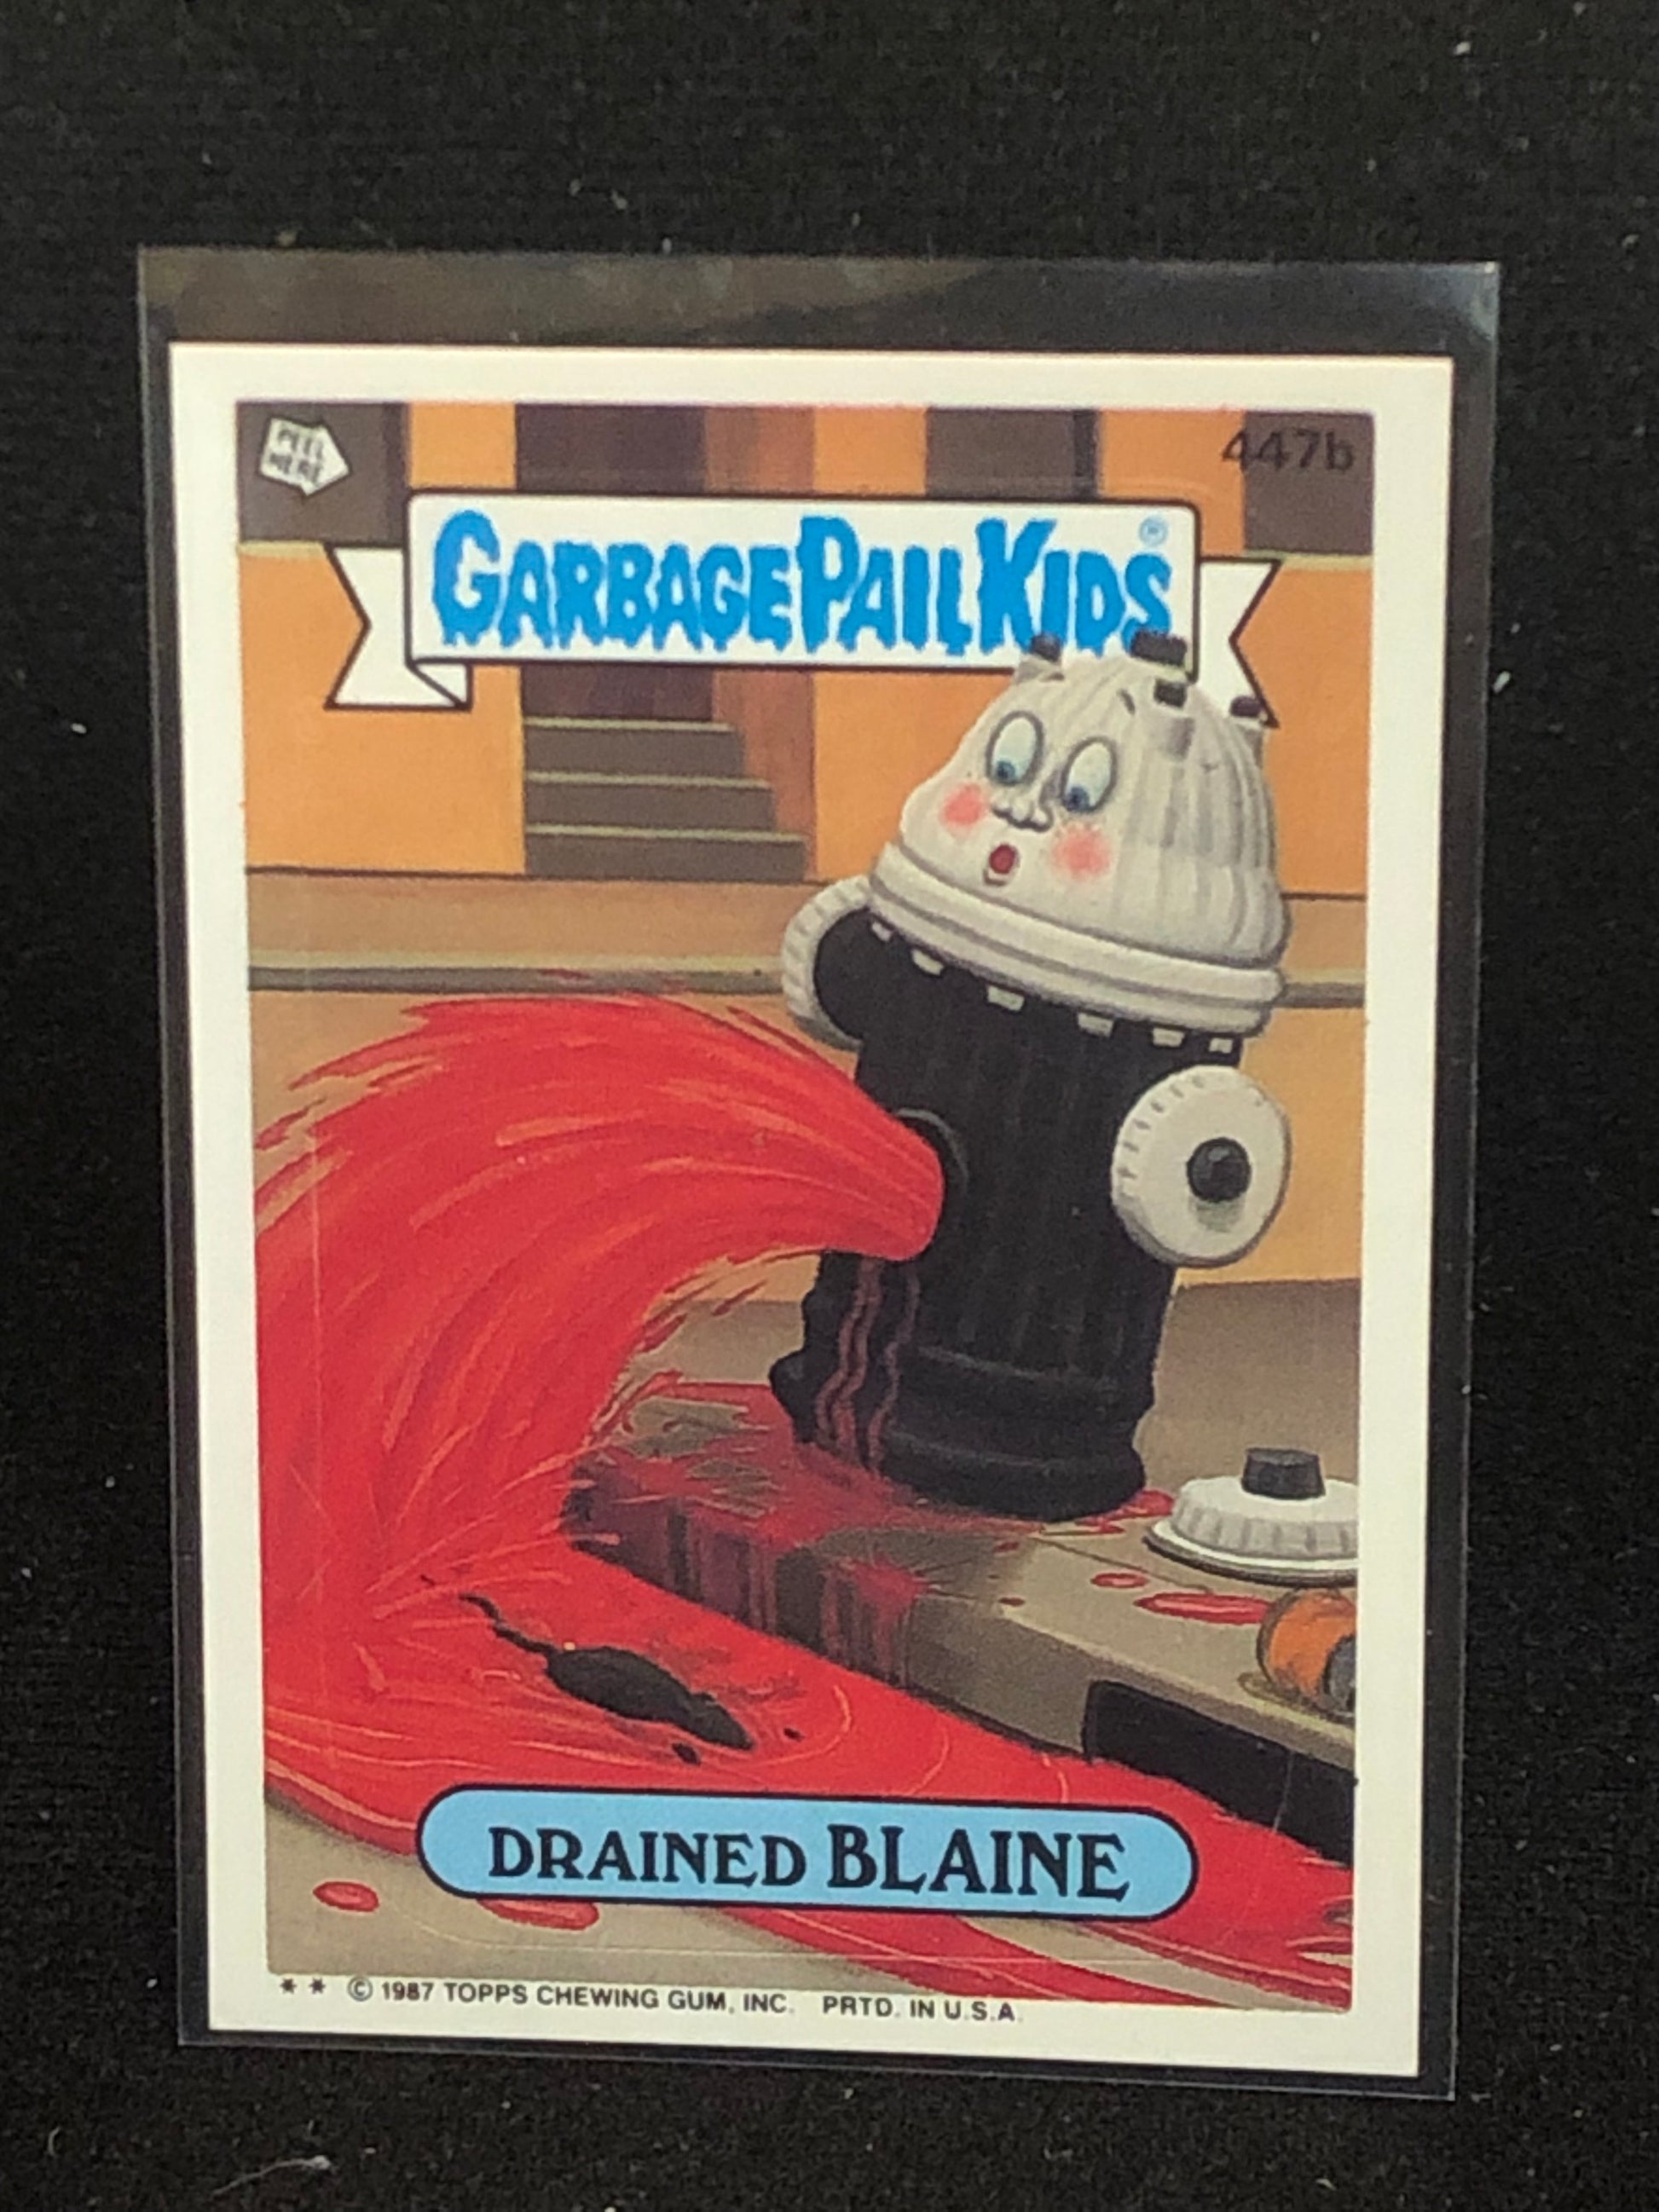 PEEL
HERE
447b
GARBAGE PAIL KIDS®
DRAINED BLAINE
* * © 1987 TOPPS CHEWING GUM, INC. PRTD. IN U.S.A.